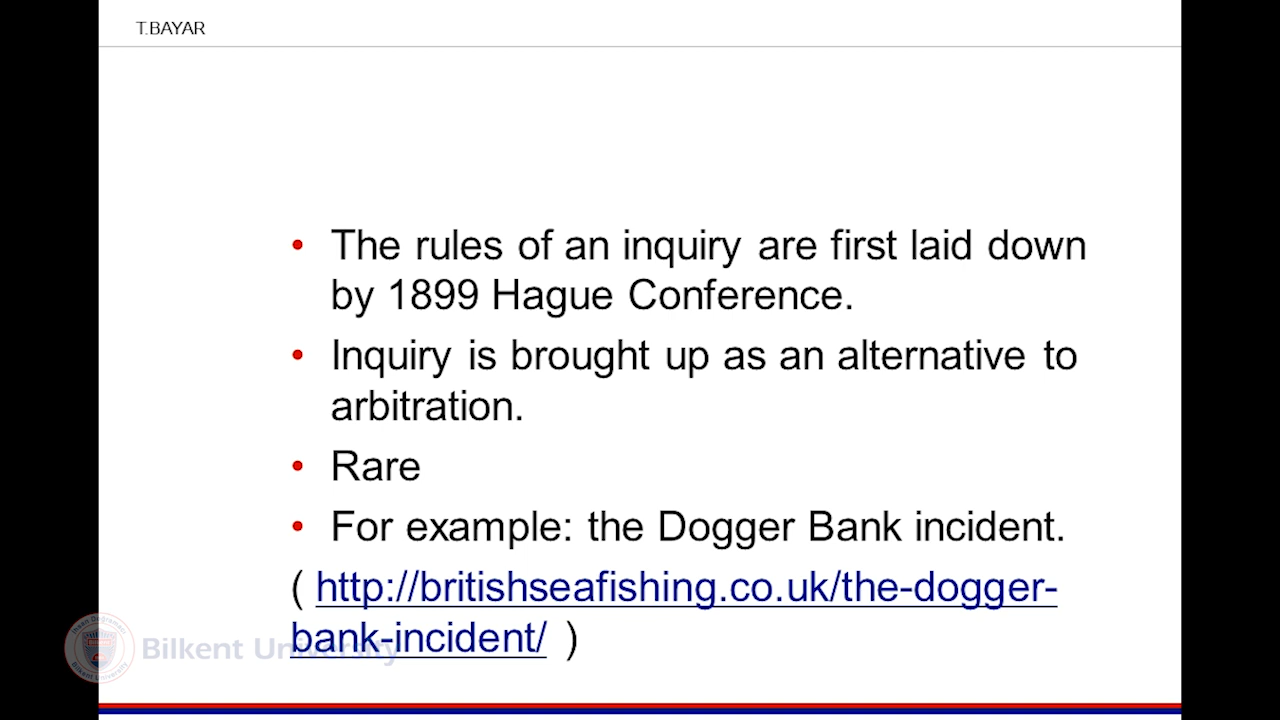 T.BAYAR
• The rules of an inquiry are first laid down
by 1899 Hague Conference.
• Inquiry is brought up as an alternative to
arbitration.
• Rare
• For example: the Dogger Bank incident.
( http://britishseafishing.co.uk/the-dogger-
bank-incident/ )
Bilkent University